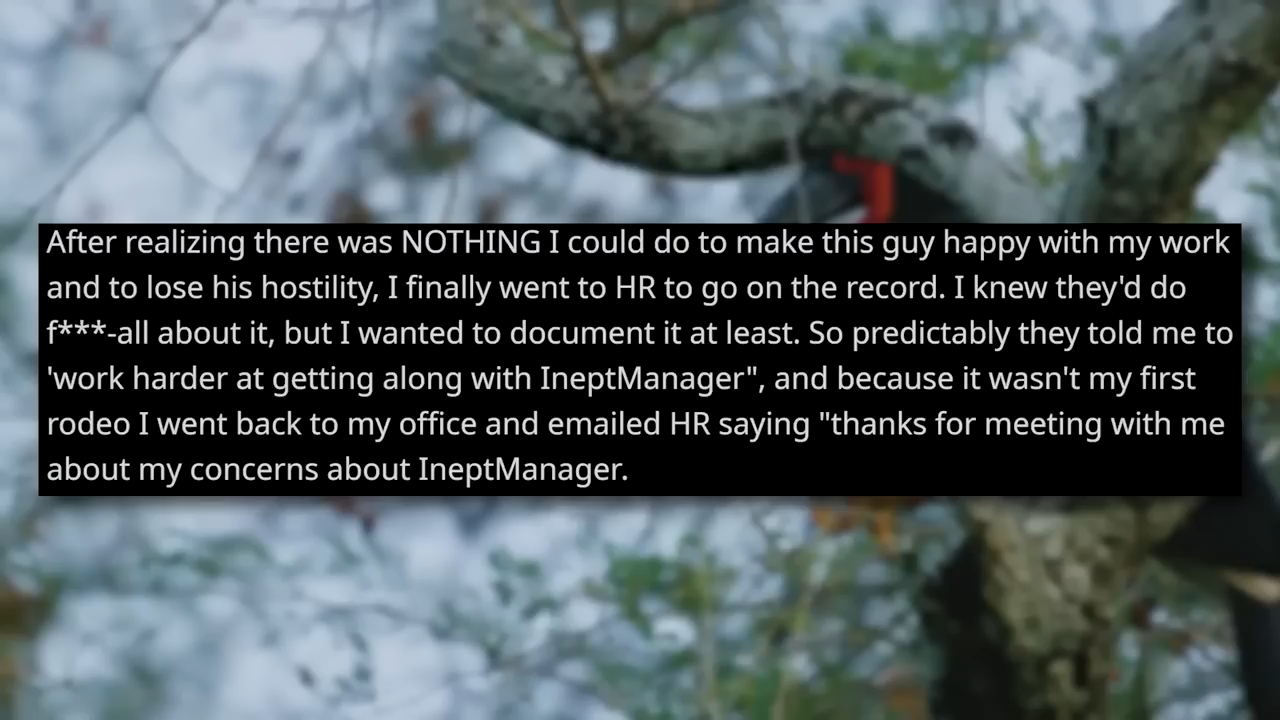 After realizing there was NOTHING I could do to make this guy happy with my work
and to lose his hostility, I finally went to HR to go on the record. I knew they'd do
f***-all about it, but I wanted to document it at least. So predictably they told me to
'work harder at getting along with IneptManager", and because it wasn't my first
rodeo I went back to my office and emailed HR saying "thanks for meeting with me
about my concerns about IneptManager.